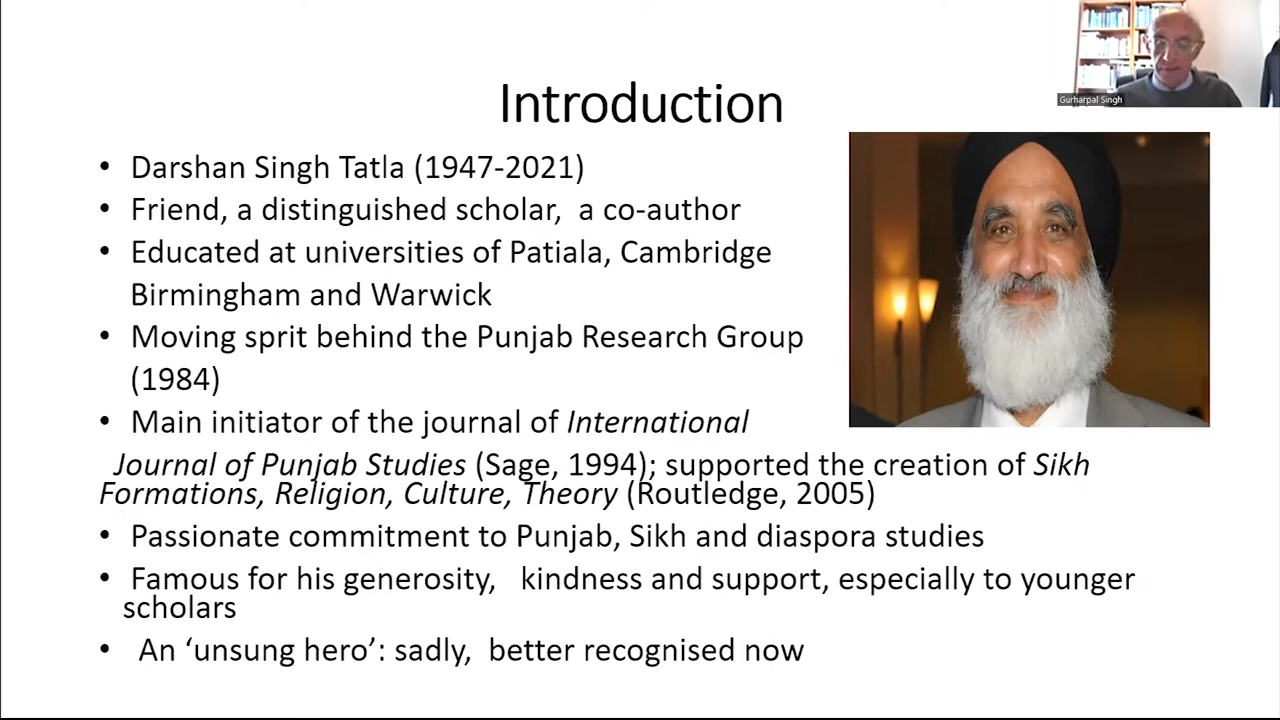 Gurharpal Singh
Introduction
• Darshan Singh Tatla (1947-2021)
• Friend, a distinguished scholar,  a co-author
• Educated at universities of Patiala, Cambridge
Birmingham and Warwick
• Moving sprit behind the Punjab Research Group
(1984)
• Main initiator of the journal of International
Journal of Punjab Studies (Sage, 1994); supported the creation of Sikh
Formations, Religion, Culture, Theory (Routledge, 2005)
• Passionate commitment to Punjab, Sikh and diaspora studies
• Famous for his generosity,   kindness and support, especially to younger
scholars
• An ‘unsung hero’: sadly,  better recognised now